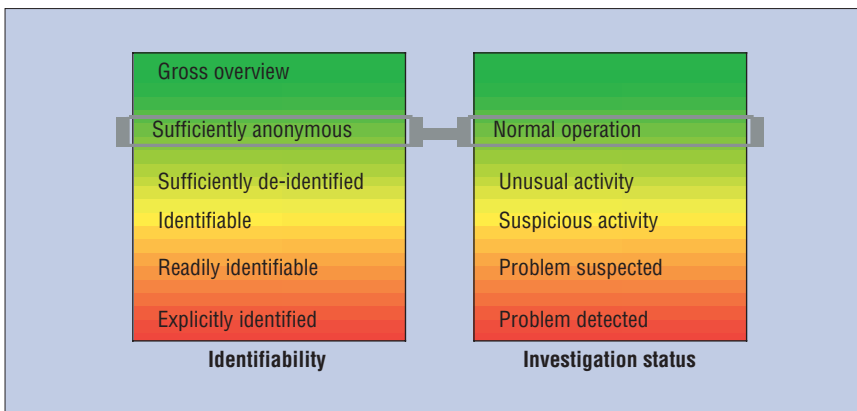 Gross overview
Sufficiently anonymous
Sufficiently de-identified
Identifiable
Readily identifiable
Explicitly identified
Identifiability
Normal operation
Unusual activity
Suspicious activity
Problem suspected
Problem detected
Investigation status